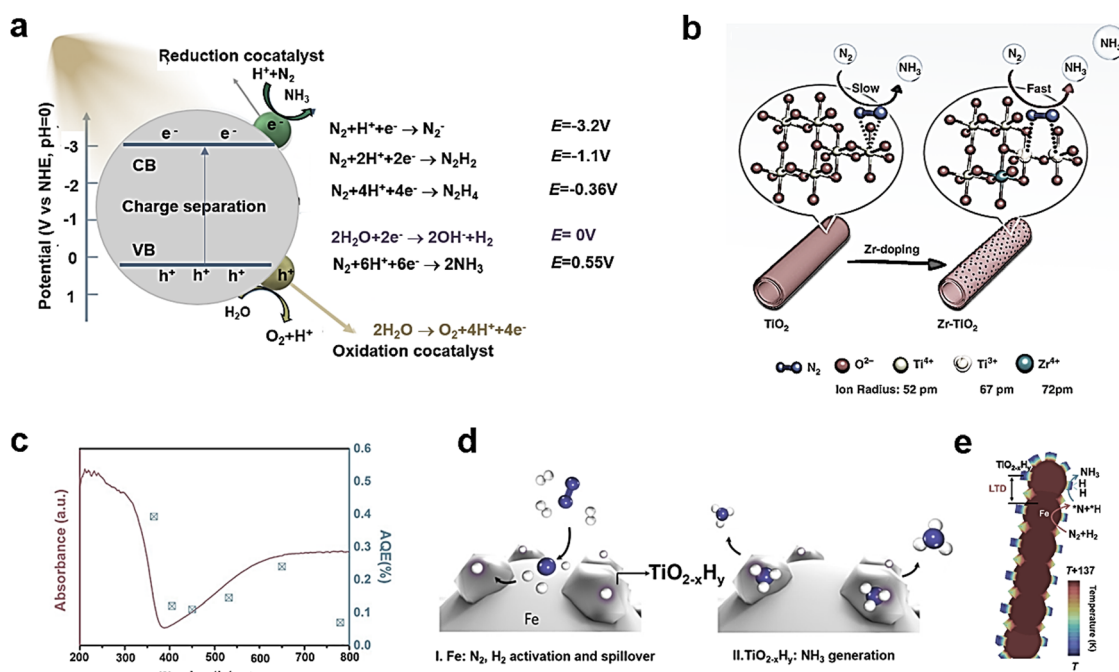 a
Reduction cocatalyst
H⁺+N₂
NH₃
e⁻
e⁻ e⁻
CB
Charge separation
VB
h⁺ h⁺ h⁺
h⁺
H₂O
O₂+H⁺
Potential (V vs NHE, pH=0)
-3
-2
-1
0
1
N₂+H⁺+e⁻ → N₂⁻ E=-3.2V
N₂+2H⁺+2e⁻ → N₂H₂ E=-1.1V
N₂+4H⁺+4e⁻ → N₂H₄ E=-0.36V
2H₂O+2e⁻ → 2OH⁻+H₂ E= 0V
N₂+6H⁺+6e⁻ → 2NH₃ E=0.55V
2H₂O → O₂+4H⁺+4e⁻
Oxidation cocatalyst
b
N₂
NH₃
Slow
N₂
NH₃
Fast
NH₃
Zr-doping
TiO₂
Zr-TiO₂
N₂ O²⁻ Ti⁴⁺ Ti³⁺ Zr⁴⁺
Ion Radius: 52 pm 67 pm 72pm
c
Absorbance (a.u.)
AQE(%)
0.6
0.5
0.4
0.3
0.2
0.1
0.0
200 300 400 500 600 700 800
d
Fe
TiO₂₋ₓHᵧ
I. Fe: N₂, H₂ activation and spillover
II.TiO₂₋ₓHᵧ: NH₃ generation
e
TiO₂₋ₓHᵧ
LTD
NH₃
H
H
Fe
*N+*H
N₂+H₂
T+137
Temperature (K)
T